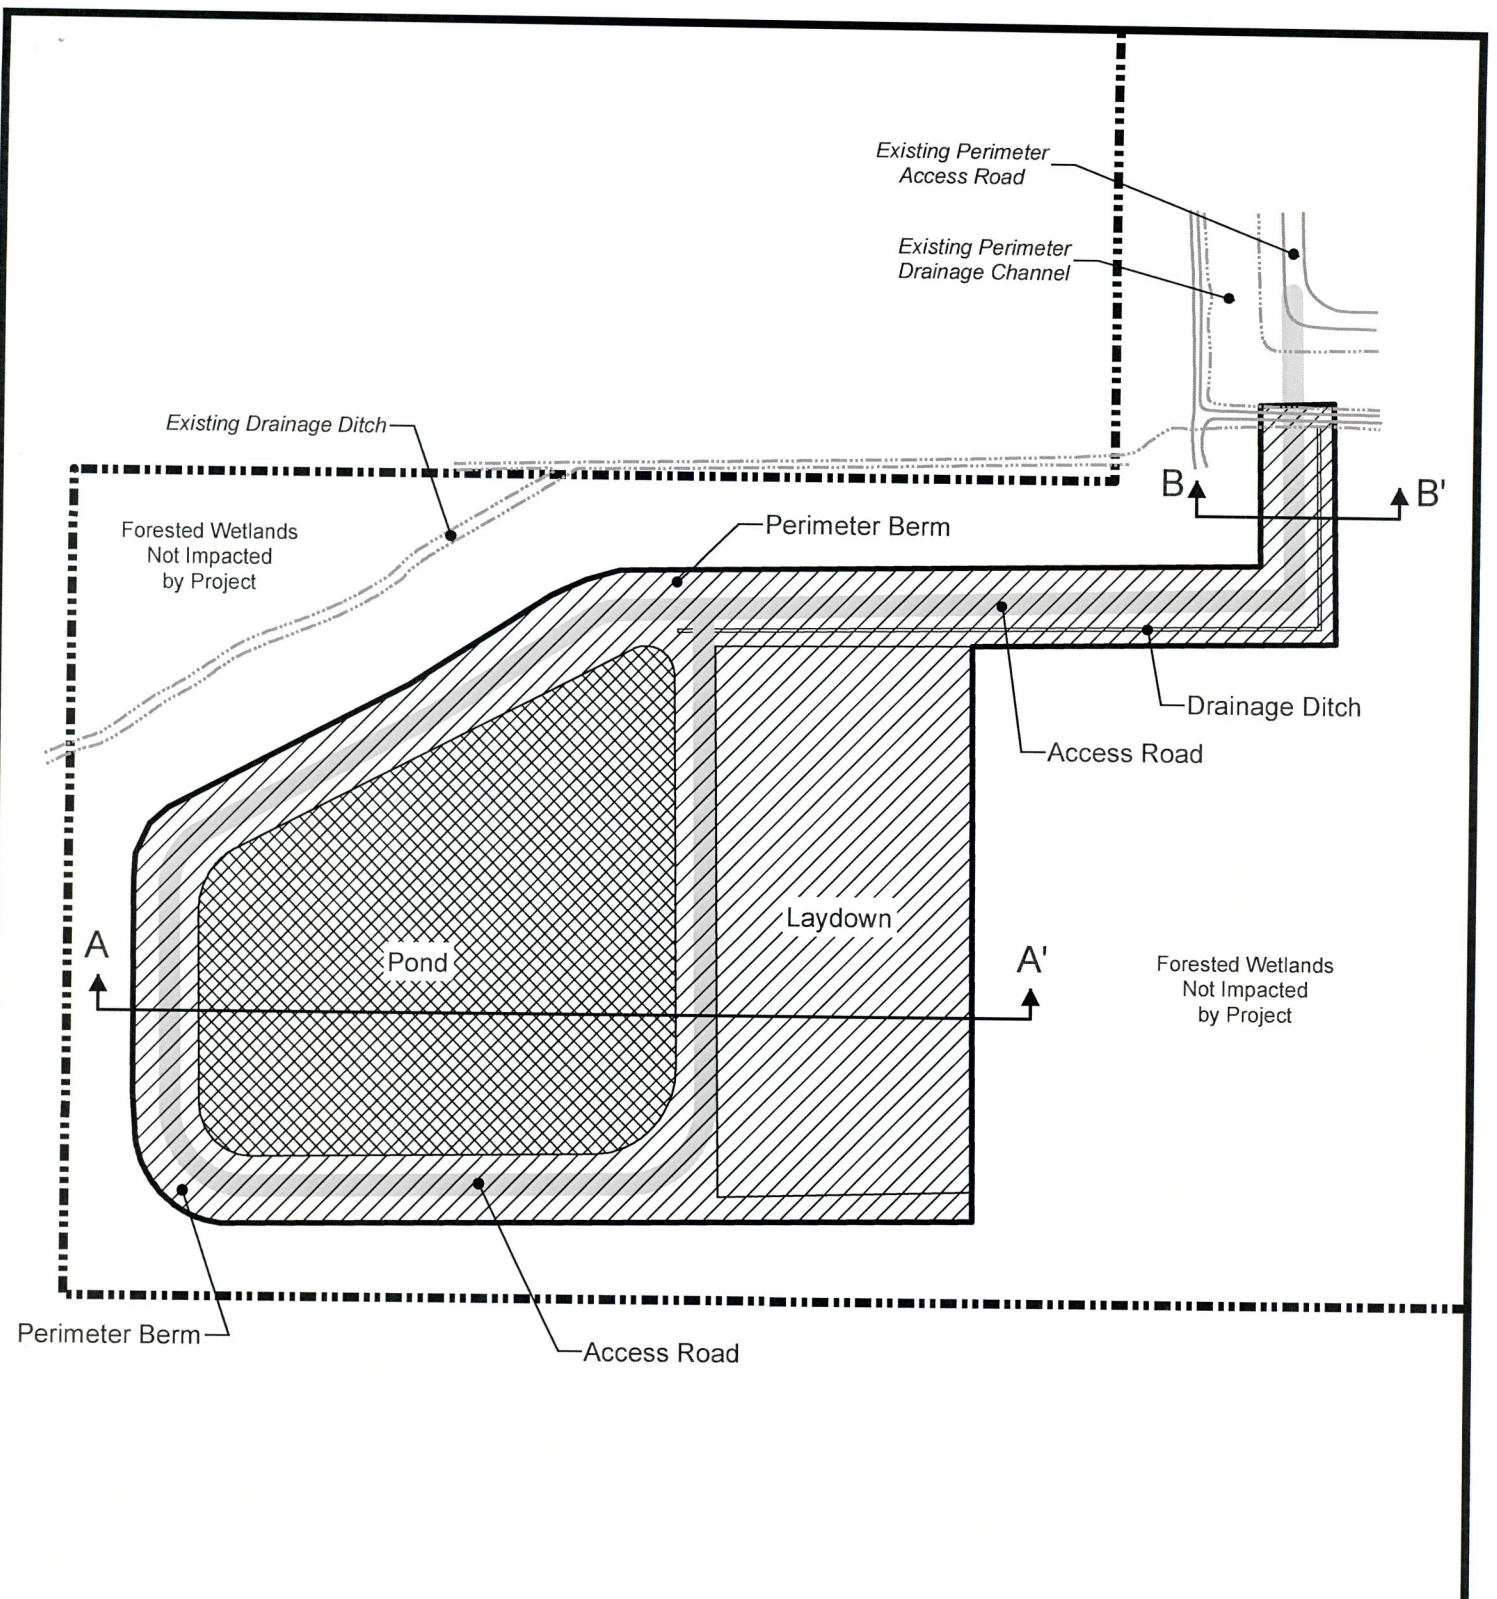 Existing Perimeter
Access Road
Existing Perimeter
Drainage Channel
Existing Drainage Ditch
B
B'
Forested Wetlands
Not Impacted
by Project
Perimeter Berm
Drainage Ditch
Access Road
Laydown
A
Pond
A'
Forested Wetlands
Not Impacted
by Project
Perimeter Berm
Access Road